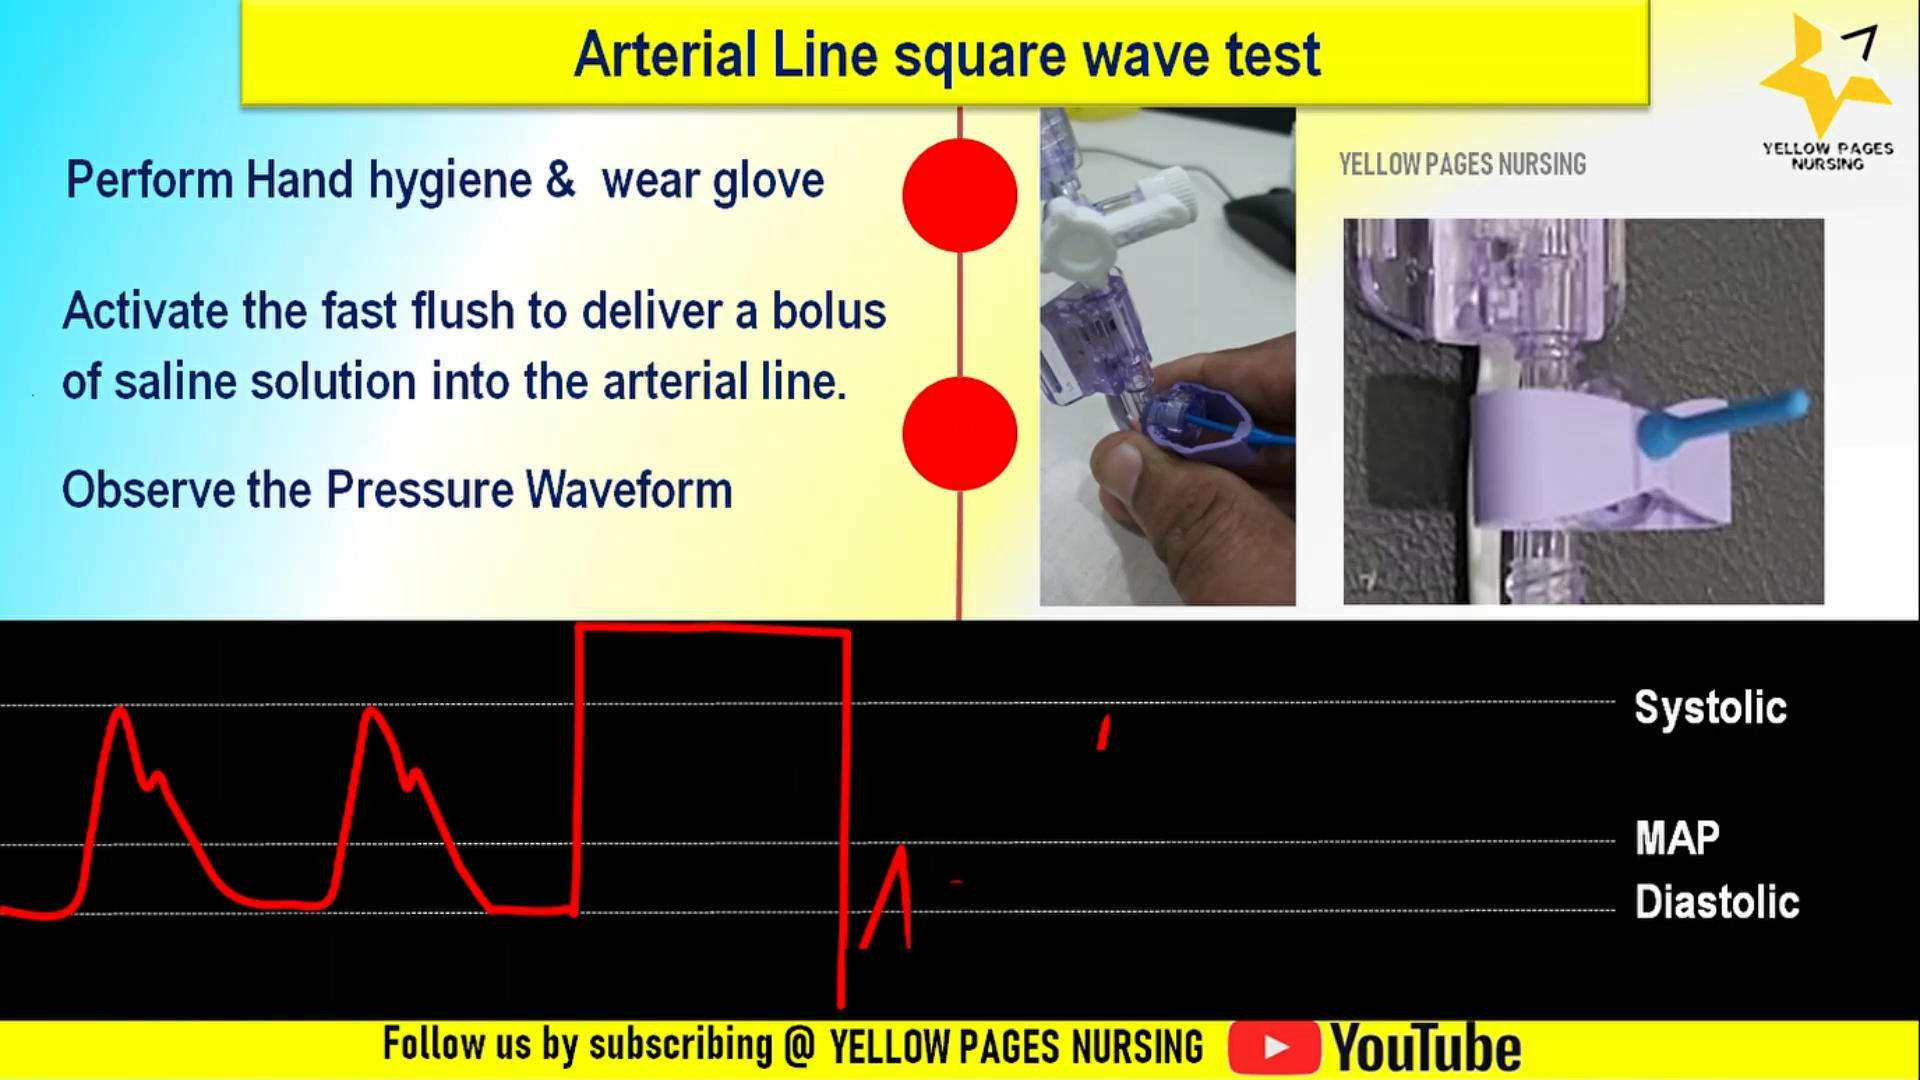 Arterial Line square wave test
YELLOW PAGES
NURSING
Perform Hand hygiene & wear glove
YELLOW PAGES NURSING
Activate the fast flush to deliver a bolus
of saline solution into the arterial line.
Observe the Pressure Waveform
Systolic
MAP
Diastolic
Follow us by subscribing @ YELLOW PAGES NURSING YouTube